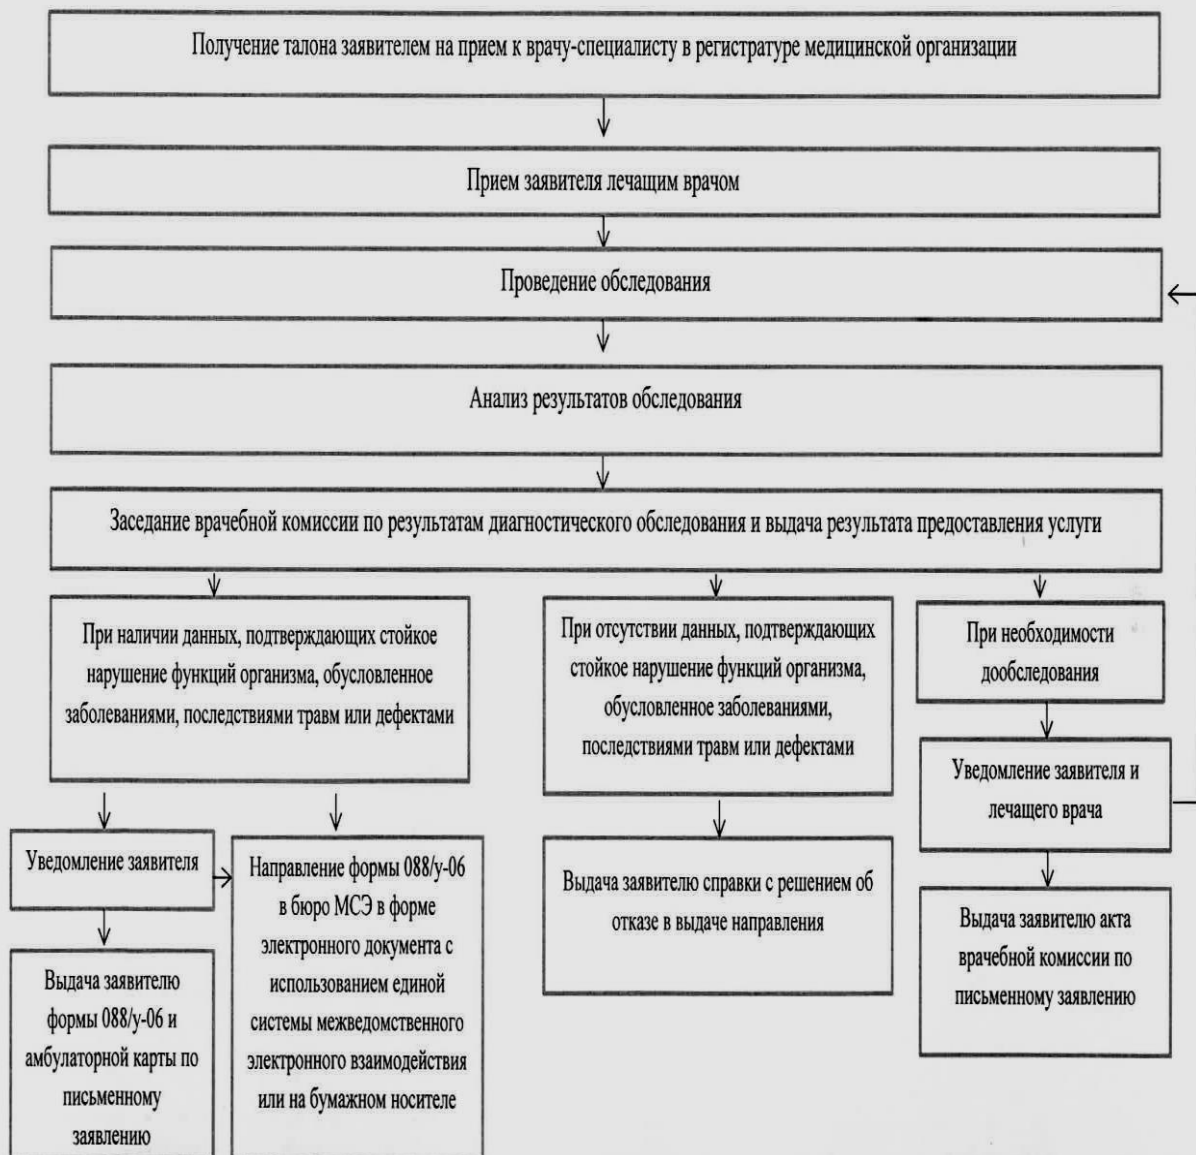 Получение талона заявителем на прием к врачу-специалисту в регистратуре медицинской организации
Прием заявителя лечащим врачом
Проведение обследования
Анализ результатов обследования
Заседание врачебной комиссии по результатам диагностического обследования и выдача результата предоставления услуги
При наличии данных, подтверждающих стойкое
нарушение функций организма, обусловленное
заболеваниями, последствиями травм или дефектами
При отсутствии данных, подтверждающих
стойкое нарушение функций организма,
обусловленное заболеваниями,
последствиями травм или дефектами
При необходимости
дообследования
Уведомление заявителя и
лечащего врача
Уведомление заявителя
Направление формы 088/у-06
в бюро МСЭ в форме
электронного документа с
использованием единой
системы межведомственного
электронного взаимодействия
или на бумажном носителе
Выдача заявителю справки с решением об
отказе в выдаче направления
Выдача заявителю акта
врачебной комиссии по
письменному заявлению
Выдача заявителю
формы 088/у-06 и
амбулаторной карты по
письменному
заявлению